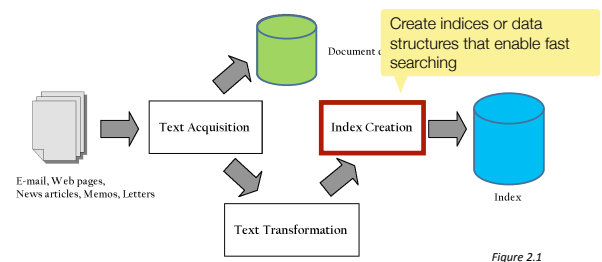 Create indices or data
structures that enable fast
searching
Document
Text Acquisition
Index Creation
E-mail, Web pages,
News articles, Memos, Letters
Index
Text Transformation
Figure 2.1